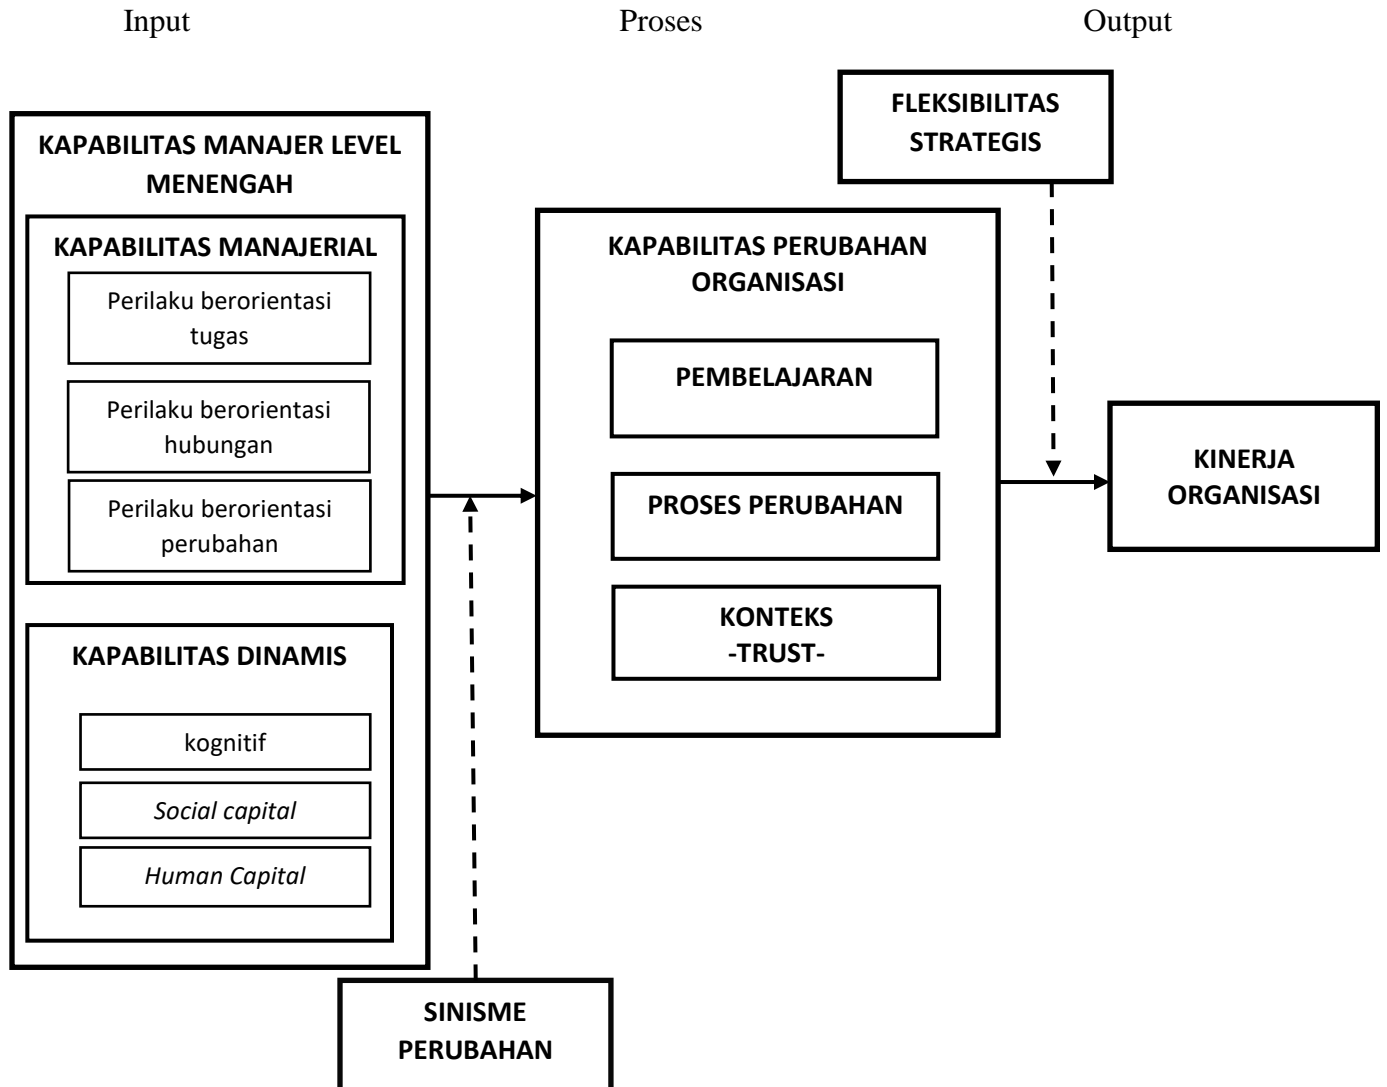 Input
Proses
Output
KAPABILITAS MANAJER LEVEL
MENENGAH
KAPABILITAS MANAJERIAL
Perilaku berorientasi
tugas
Perilaku berorientasi
hubungan
Perilaku berorientasi
perubahan
KAPABILITAS DINAMIS
kognitif
Social capital
Human Capital
SINISME
PERUBAHAN
KAPABILITAS PERUBAHAN
ORGANISASI
PEMBELAJARAN
PROSES PERUBAHAN
KONTEKS
-TRUST-
FLEKSIBILITAS
STRATEGIS
KINERJA
ORGANISASI